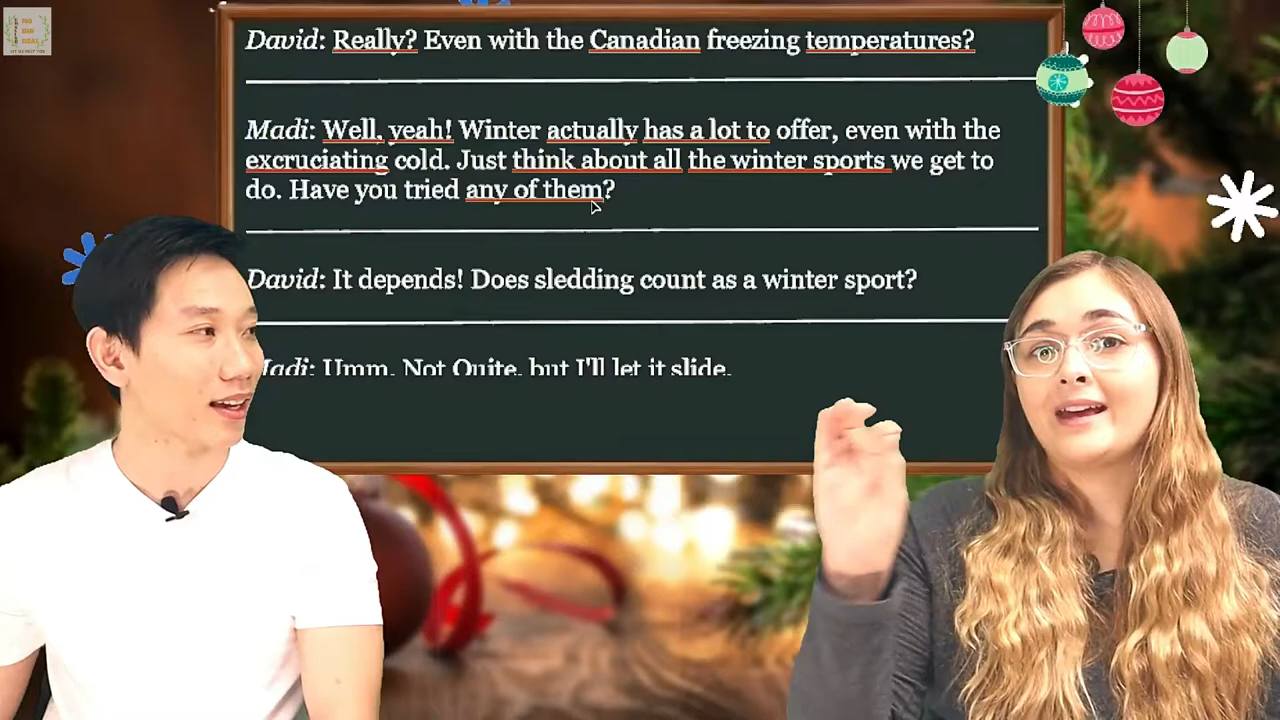 David: Really? Even with the Canadian freezing temperatures?
Madi: Well, yeah! Winter actually has a lot to offer, even with the
excruciating cold. Just think about all the winter sports we get to
do. Have you tried any of them?
David: It depends! Does sledding count as a winter sport?
Madi: Umm. Not Quite, but I'll let it slide.